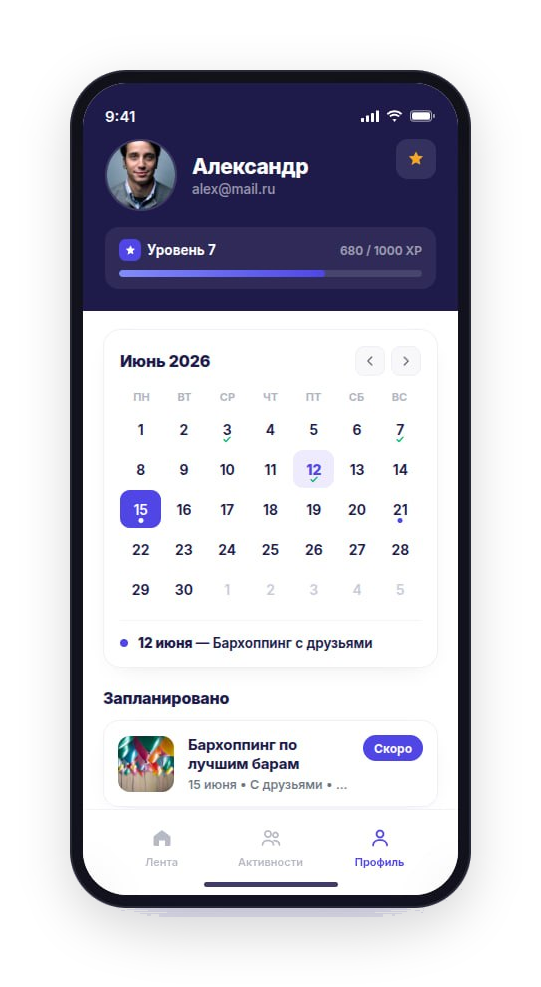 9:41
Александр
alex@mail.ru
Уровень 7
680 / 1000 XP
Июнь 2026
ПН ВТ СР ЧТ ПТ СБ ВС
1 2 3 4 5 6 7
8 9 10 11 12 13 14
15 16 17 18 19 20 21
22 23 24 25 26 27 28
29 30 1 2 3 4 5
12 июня — Бархоппинг с друзьями
Запланировано
Бархоппинг по
лучшим барам
Скоро
15 июня • С друзьями • ...
Лента Активности Профиль